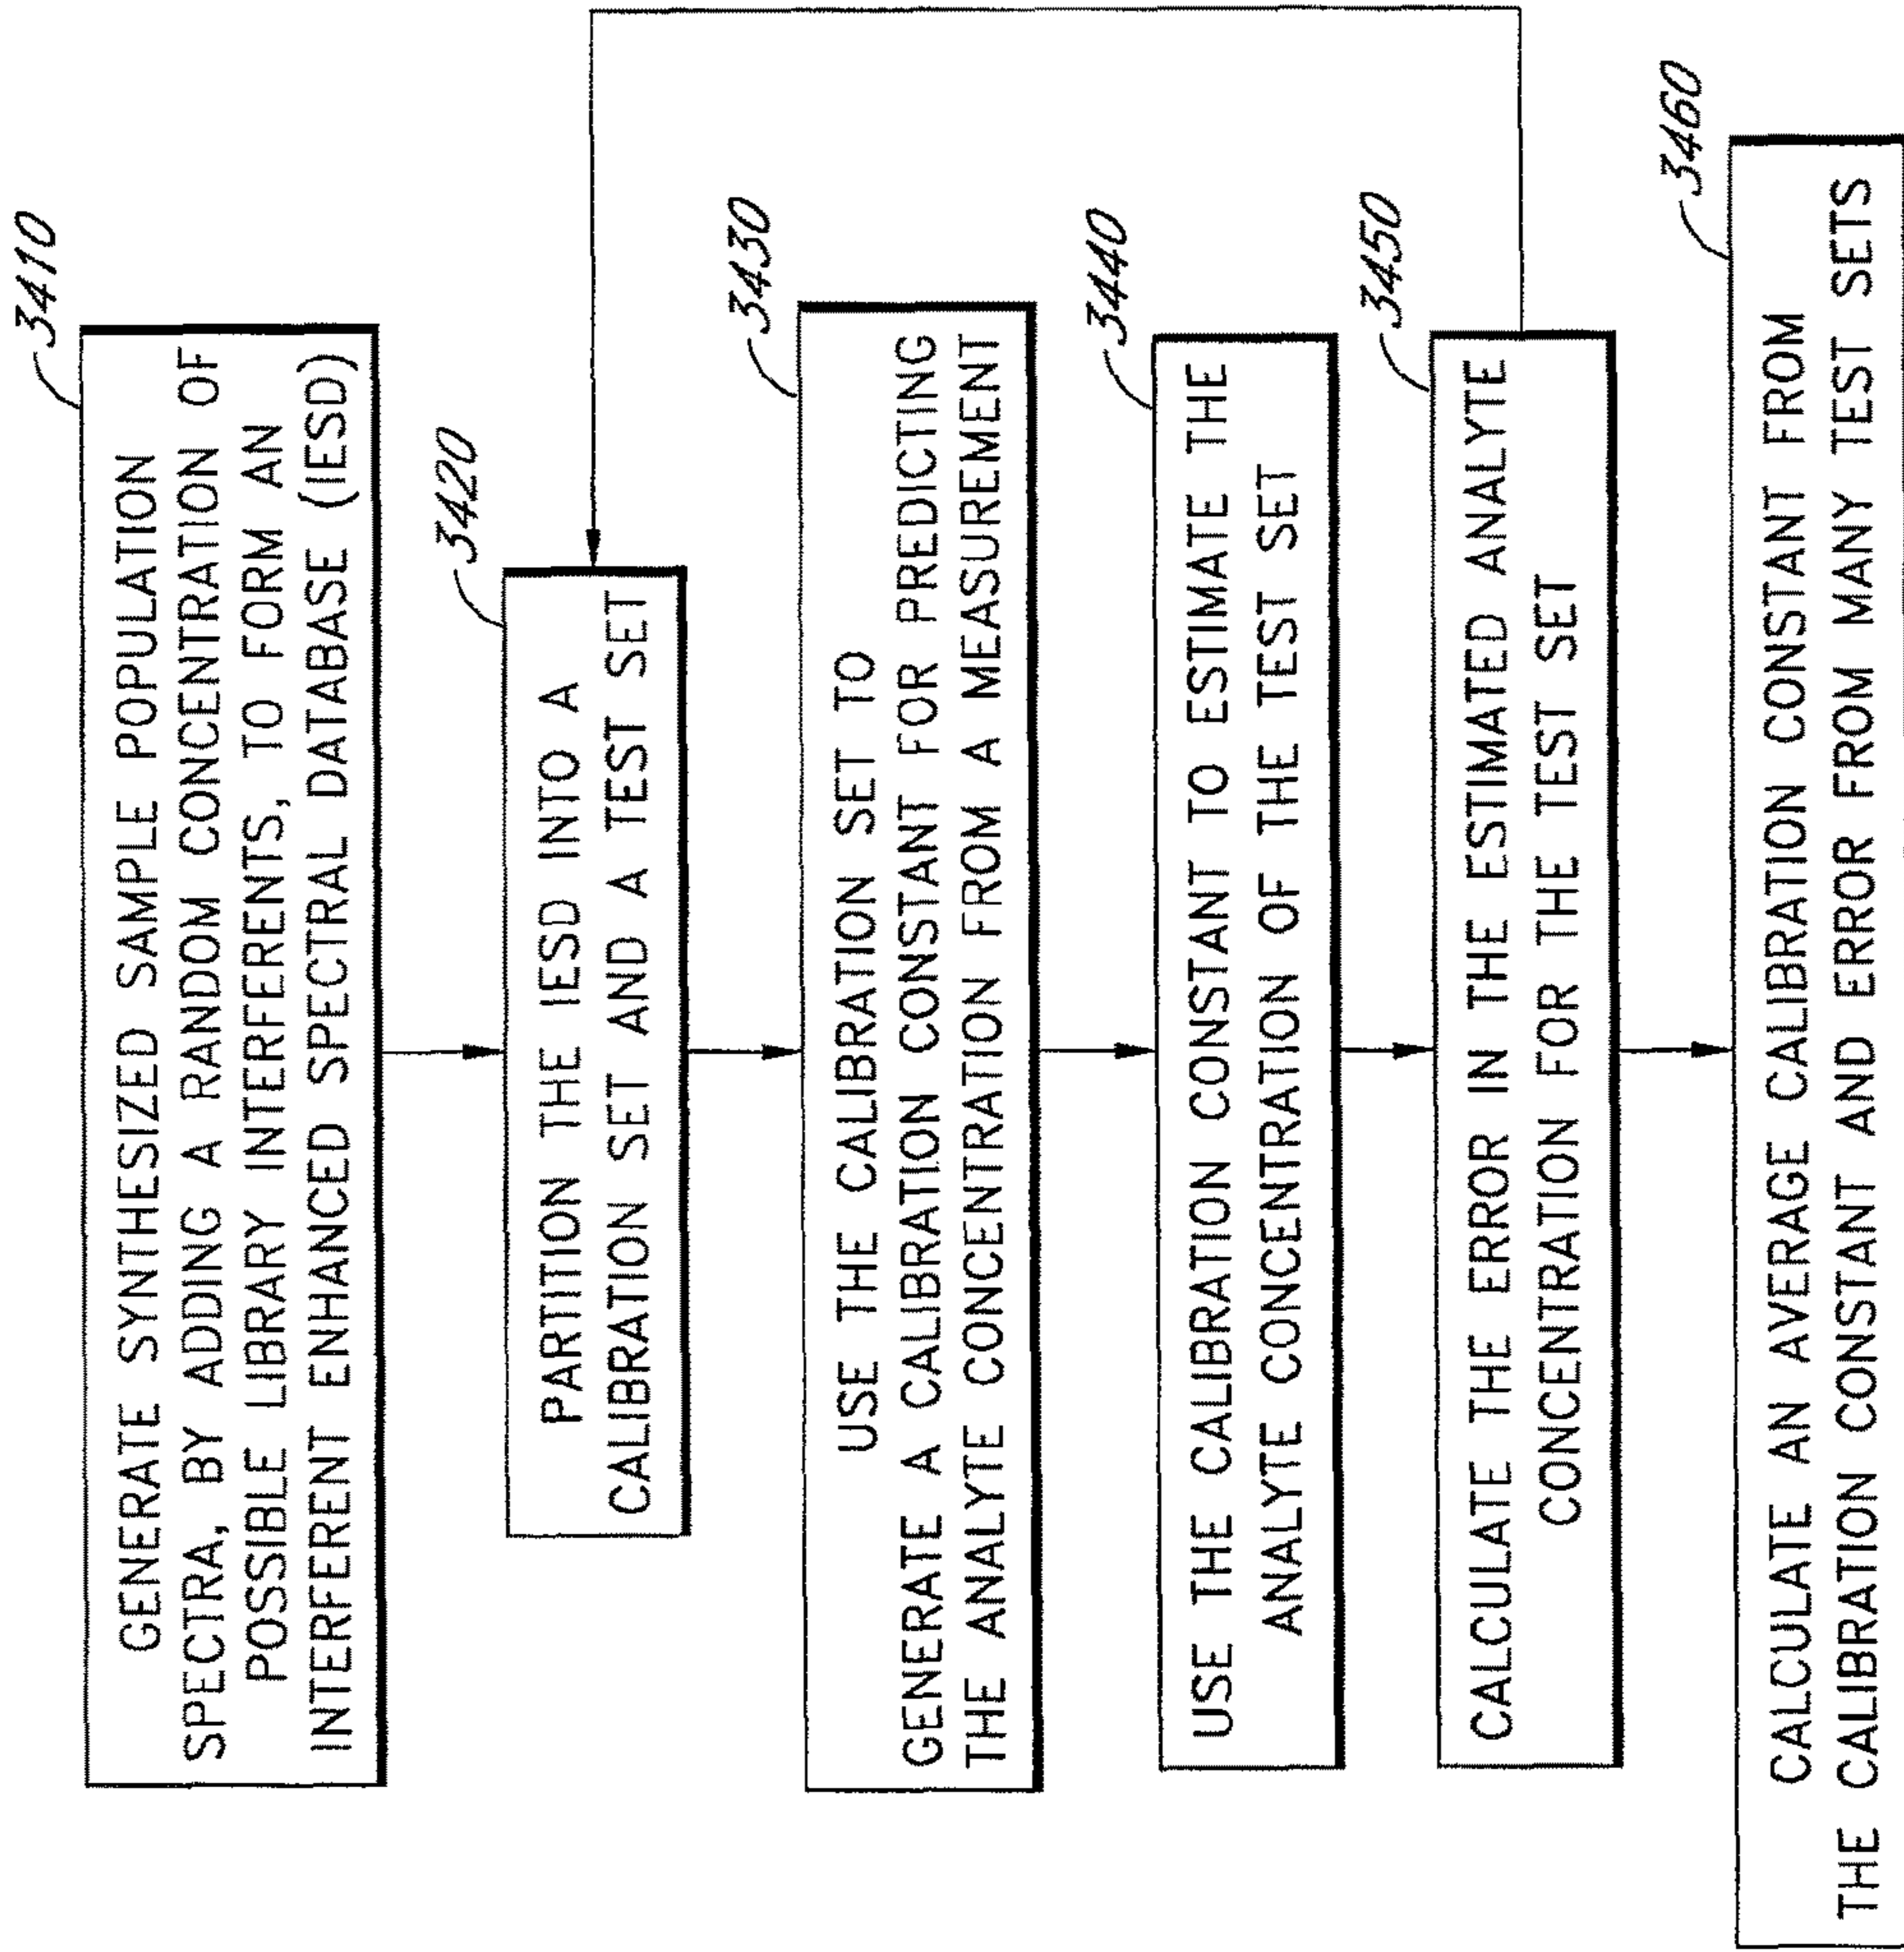 3410
GENERATE SYNTHESIZED SAMPLE POPULATION
SPECTRA, BY ADDING A RANDOM CONCENTRATION OF
POSSIBLE LIBRARY INTERFERENTS, TO FORM AN
INTERFERENT ENHANCED SPECTRAL DATABASE (IESD)
3420
PARTITION THE IESD INTO A
CALIBRATION SET AND A TEST SET
3430
USE THE CALIBRATION SET TO
GENERATE A CALIBRATION CONSTANT FOR PREDICTING
THE ANALYTE CONCENTRATION FROM A MEASUREMENT
3440
USE THE CALIBRATION CONSTANT TO ESTIMATE THE
ANALYTE CONCENTRATION OF THE TEST SET
3450
CALCULATE THE ERROR IN THE ESTIMATED ANALYTE
CONCENTRATION FOR THE TEST SET
3460
CALCULATE AN AVERAGE CALIBRATION CONSTANT FROM
THE CALIBRATION CONSTANT AND ERROR FROM MANY TEST SETS